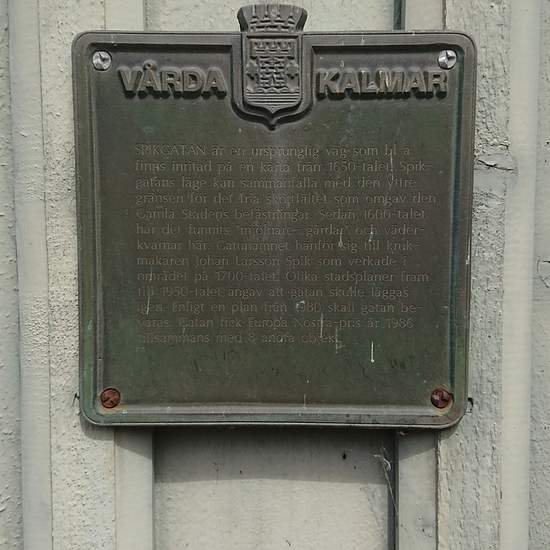 VÅRDA KALMAR
SPIKGATAN är en ursprunglig väg som bl a
finns inritad på en karta från 1650-talet. Spik-
gatans läge kan sammanfalla med den yttre
gränsen för det fria skottfältet som omgav den
Gamla Stadens befästningar. Sedan 1600-talet
har det funnits "mjölnare-gårdar" och väder-
kvarnar här. Gatunamnet hänför sig till kruk-
makaren Johan Larsson Spik som verkade i
området på 1700-talet. Olika stadsplaner fram
till 1950-talet angav att gatan skulle läggas
igen. Enligt en plan från 1980 skall gatan be-
varas. Gatan fick Europa Nostra-pris år 1986
tillsammans med 8 andra objekt.